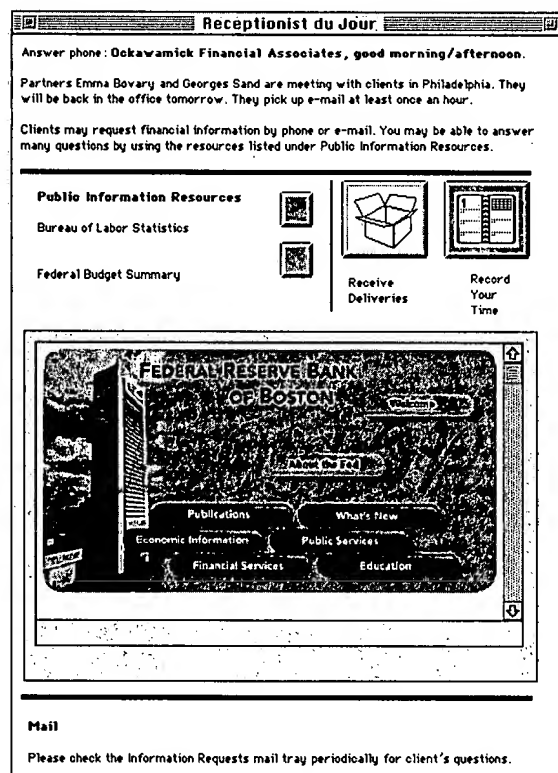 Receptionist du Jour
Answer phone: Ockawamick Financial Associates, good morning/afternoon.
Partners Emma Bovary and Georges Sand are meeting with clients in Philadelphia. They
will be back in the office tomorrow. They pick up e-mail at least once an hour.
Clients may request financial information by phone or e-mail. You may be able to answer
many questions by using the resources listed under Public Information Resources.
Public Information Resources
Bureau of Labor Statistics
Federal Budget Summary
Receive
Deliveries
Record
Your
Time
FEDERAL RESERVE BANK
OF BOSTON
Welcome
About the Fed
Publications
What's New
Economic Information
Public Services
Financial Services
Education
Mail
Please check the Information Requests mail tray periodically for client's questions.